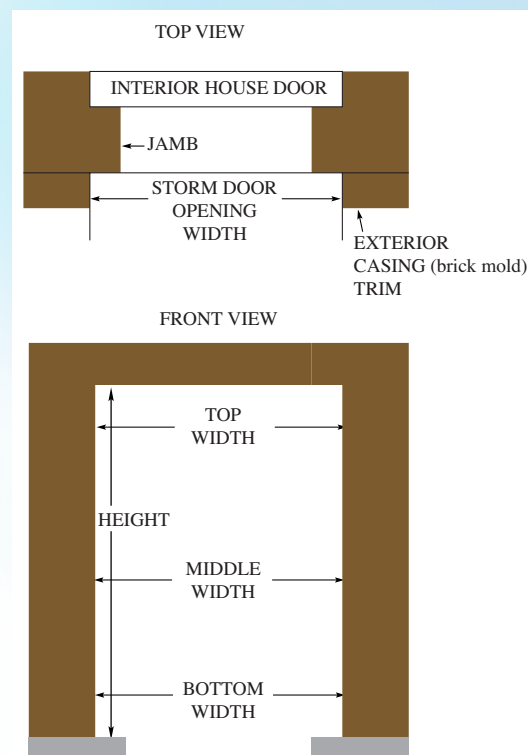 TOP VIEW
INTERIOR HOUSE DOOR
JAMB
STORM DOOR
OPENING
WIDTH
EXTERIOR
CASING (brick mold)
TRIM
FRONT VIEW
TOP
WIDTH
HEIGHT
MIDDLE
WIDTH
BOTTOM
WIDTH